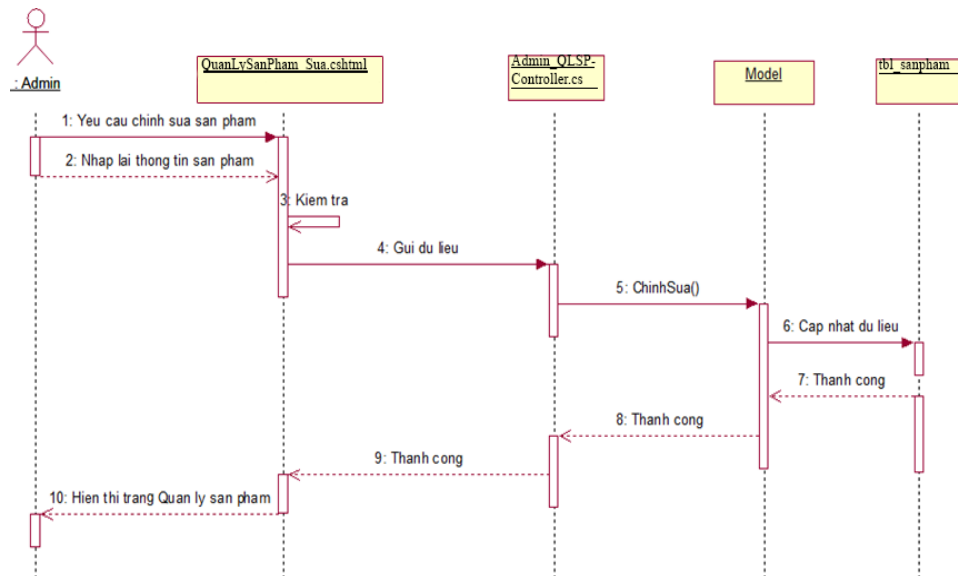 QuanLySanPham_Sua.cshtml
Admin_QLSP-
Controller.cs
Model
tbl_sanpham
: Admin
1: Yeu cau chinh sua san pham
2: Nhap lai thong tin san pham
3: Kiem tra
4: Gui du lieu
5: ChinhSua()
6: Cap nhat du lieu
7: Thanh cong
8: Thanh cong
9: Thanh cong
10: Hien thi trang Quan ly san pham